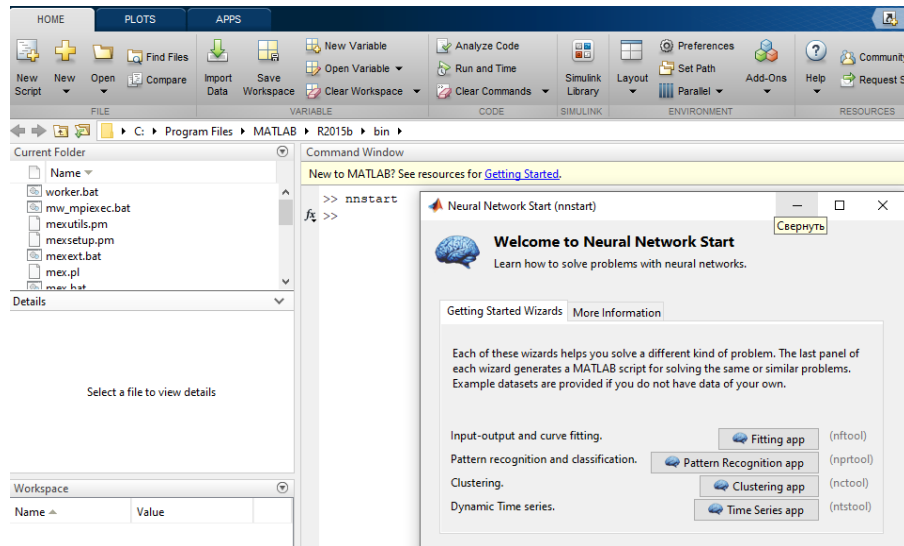 HOME PLOTS APPS
New Script
New
Open
Find Files
Compare
FILE
Import Data
Save Workspace
New Variable
Open Variable
Clear Workspace
VARIABLE
Analyze Code
Run and Time
Clear Commands
CODE
Simulink Library
SIMULINK
Layout
Preferences
Set Path
Parallel
Add-Ons
ENVIRONMENT
Help
Community
Request S
RESOURCES
C: Program Files MATLAB R2015b bin
Current Folder
Name
worker.bat
mw_mpiexec.bat
mexutils.pm
mexsetup.pm
mexext.bat
mex.pl
mex.bat
Details
Select a file to view details
Workspace
Name Value
Command Window
New to MATLAB? See resources for Getting Started.
>> nnstart
fx >>
Neural Network Start (nnstart)
Свернуть
Welcome to Neural Network Start
Learn how to solve problems with neural networks.
Getting Started Wizards More Information
Each of these wizards helps you solve a different kind of problem. The last panel of
each wizard generates a MATLAB script for solving the same or similar problems.
Example datasets are provided if you do not have data of your own.
Input-output and curve fitting. Fitting app (nftool)
Pattern recognition and classification. Pattern Recognition app (nprtool)
Clustering. Clustering app (nctool)
Dynamic Time series. Time Series app (ntstool)